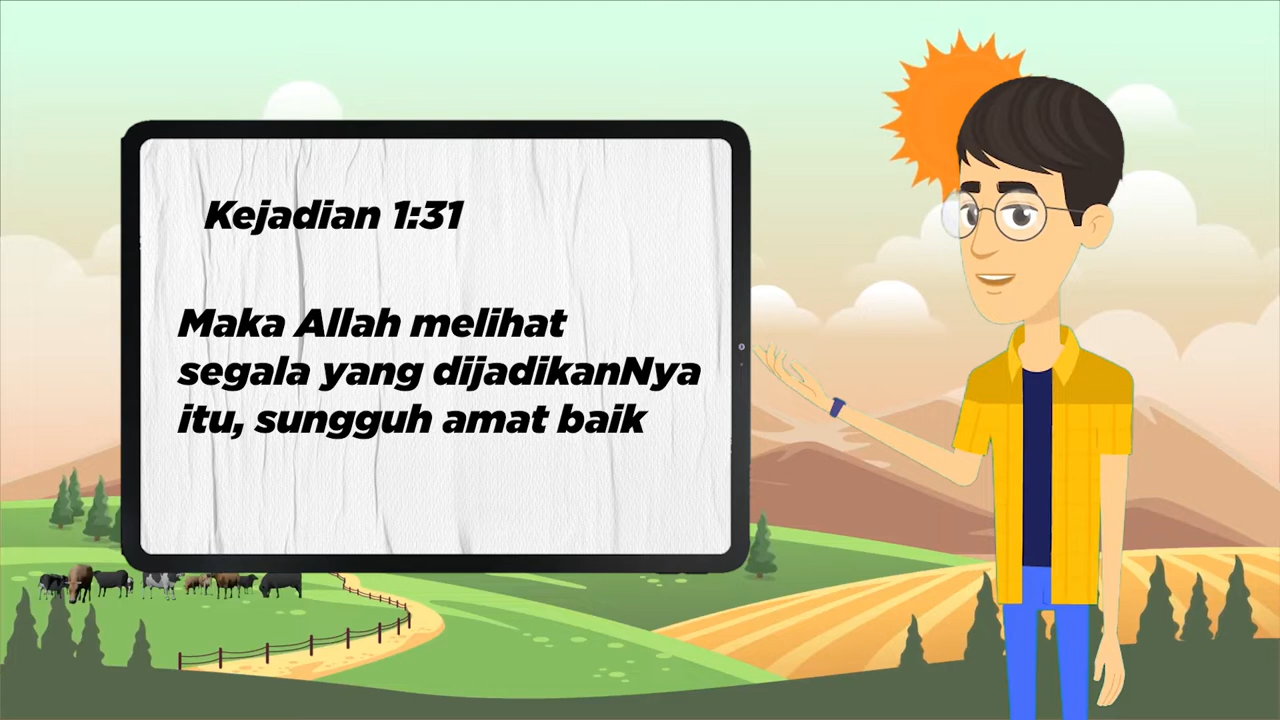 Kejadian 1:31
Maka Allah melihat
segala yang dijadikanNya
itu, sungguh amat baik